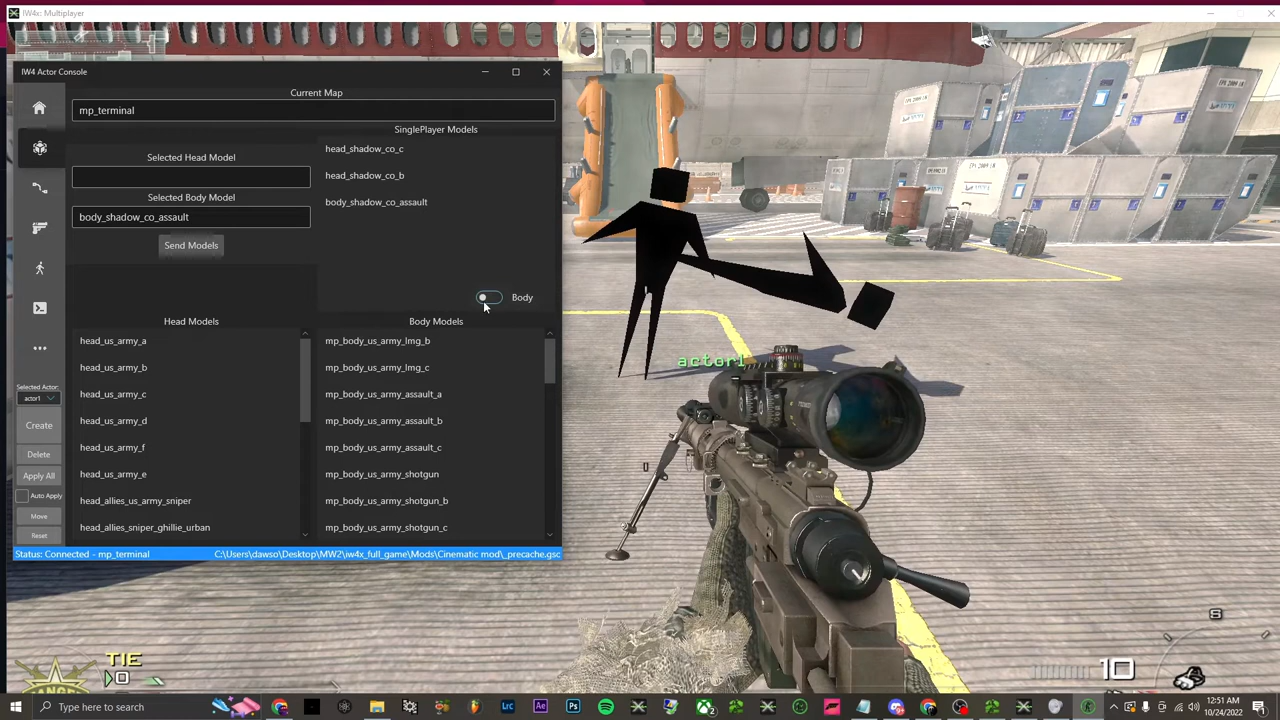 IW4x: Multiplayer
IW4 Actor Console
Current Map
mp_terminal
SinglePlayer Models
head_shadow_co_c
head_shadow_co_b
body_shadow_co_assault
Selected Head Model
Selected Body Model
body_shadow_co_assault
Send Models
Body
Head Models
head_us_army_a
head_us_army_b
head_us_army_c
head_us_army_d
head_us_army_f
head_us_army_e
head_allies_us_army_sniper
head_allies_sniper_ghillie_urban
Body Models
mp_body_us_army_lmg_b
mp_body_us_army_lmg_c
mp_body_us_army_assault_a
mp_body_us_army_assault_b
mp_body_us_army_assault_c
mp_body_us_army_shotgun
mp_body_us_army_shotgun_b
mp_body_us_army_shotgun_c
Selected Actor:
actor1
Create
Delete
Apply All
Auto Apply
Move
Reset
Status: Connected - mp_terminal
C:\Users\dawso\Desktop\MW2\iw4x_full_game\Mods\Cinematic mod\_precache.gsc
actor1
S
10
TIE
0
Type here to search
Lrc
Ae
Ps
12:51 AM
10/24/2022